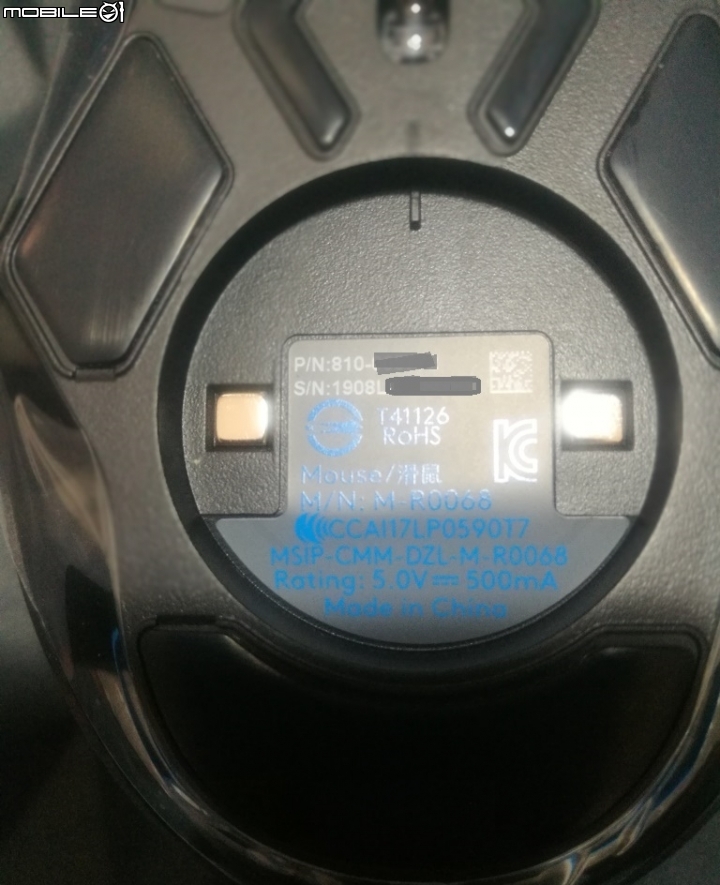 MOBILE01
P/N:810-
S/N:1908L
T41126
RoHS
Mouse/滑鼠
M/N: M-R0068
CCAI17LP0590T7
MSIP-CMM-DZL-M-R0068
Rating: 5.0V⎓500mA
Made in China